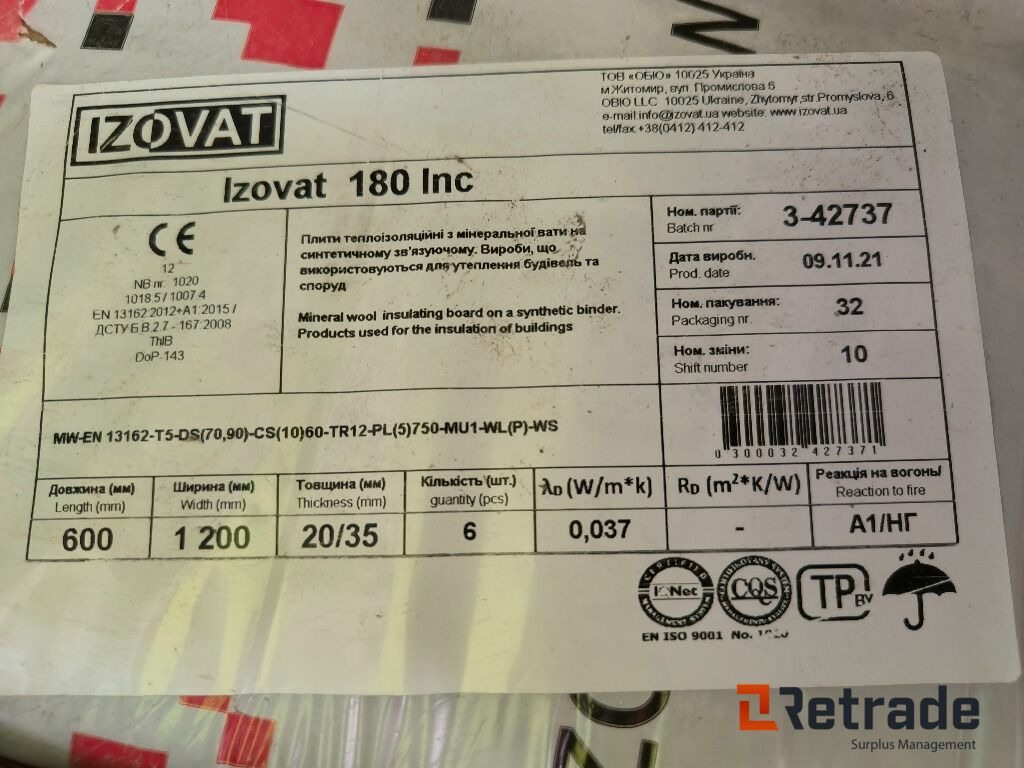 ТОВ «ОБІО» 10025 Україна
м.Житомир, вул. Промислова 6
OBIO LLC 10025 Ukraine, Zhytomyr, str.Promyslova, 6
e-mail info@izovat.ua website: www.izovat.ua
tel/fax.+38(0412) 412-412
IZOVAT
Izovat 180 Inc
CE
12
NB nr. 1020
1018.5 / 1007.4
EN 13162:2012+A1:2015 /
ДСТУ Б В.2.7 - 167:2008
ThIB
DoP-143
Плити теплоізоляційні з мінеральної вати на
синтетичному зв'язуючому. Вироби, що
використовуються для утеплення будівель та
споруд
Mineral wool insulating board on a synthetic binder.
Products used for the insulation of buildings
Ном. партії: 3-42737
Batch nr
Дата виробн. 09.11.21
Prod. date
Ном. пакування: 32
Packaging nr.
Ном. зміни: 10
Shift number
0 300032 427371
MW-EN 13162-T5-DS(70,90)-CS(10)60-TR12-PL(5)750-MU1-WL(P)-WS
Довжина (мм) Ширина (мм) Товщина (мм) Кількість (шт.) λD (W/m*k) RD (m²*K/W) Реакція на вогонь/
Length (mm) Width (mm) Thickness (mm) guantity (pcs) Reaction to fire
600 1 200 20/35 6 0,037 - А1/НГ
CERTIFIED
IQNet
MANAGEMENT SYSTEM
CQS
TP BV
EN ISO 9001 No.
Retrade
Surplus Management